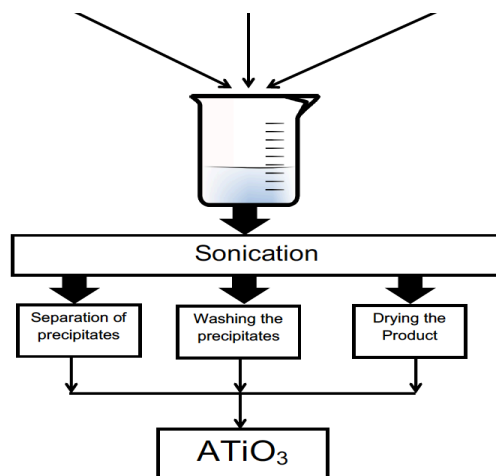 Sonication
Separation of
precipitates
Washing the
precipitates
Drying the
Product
ATiO₃